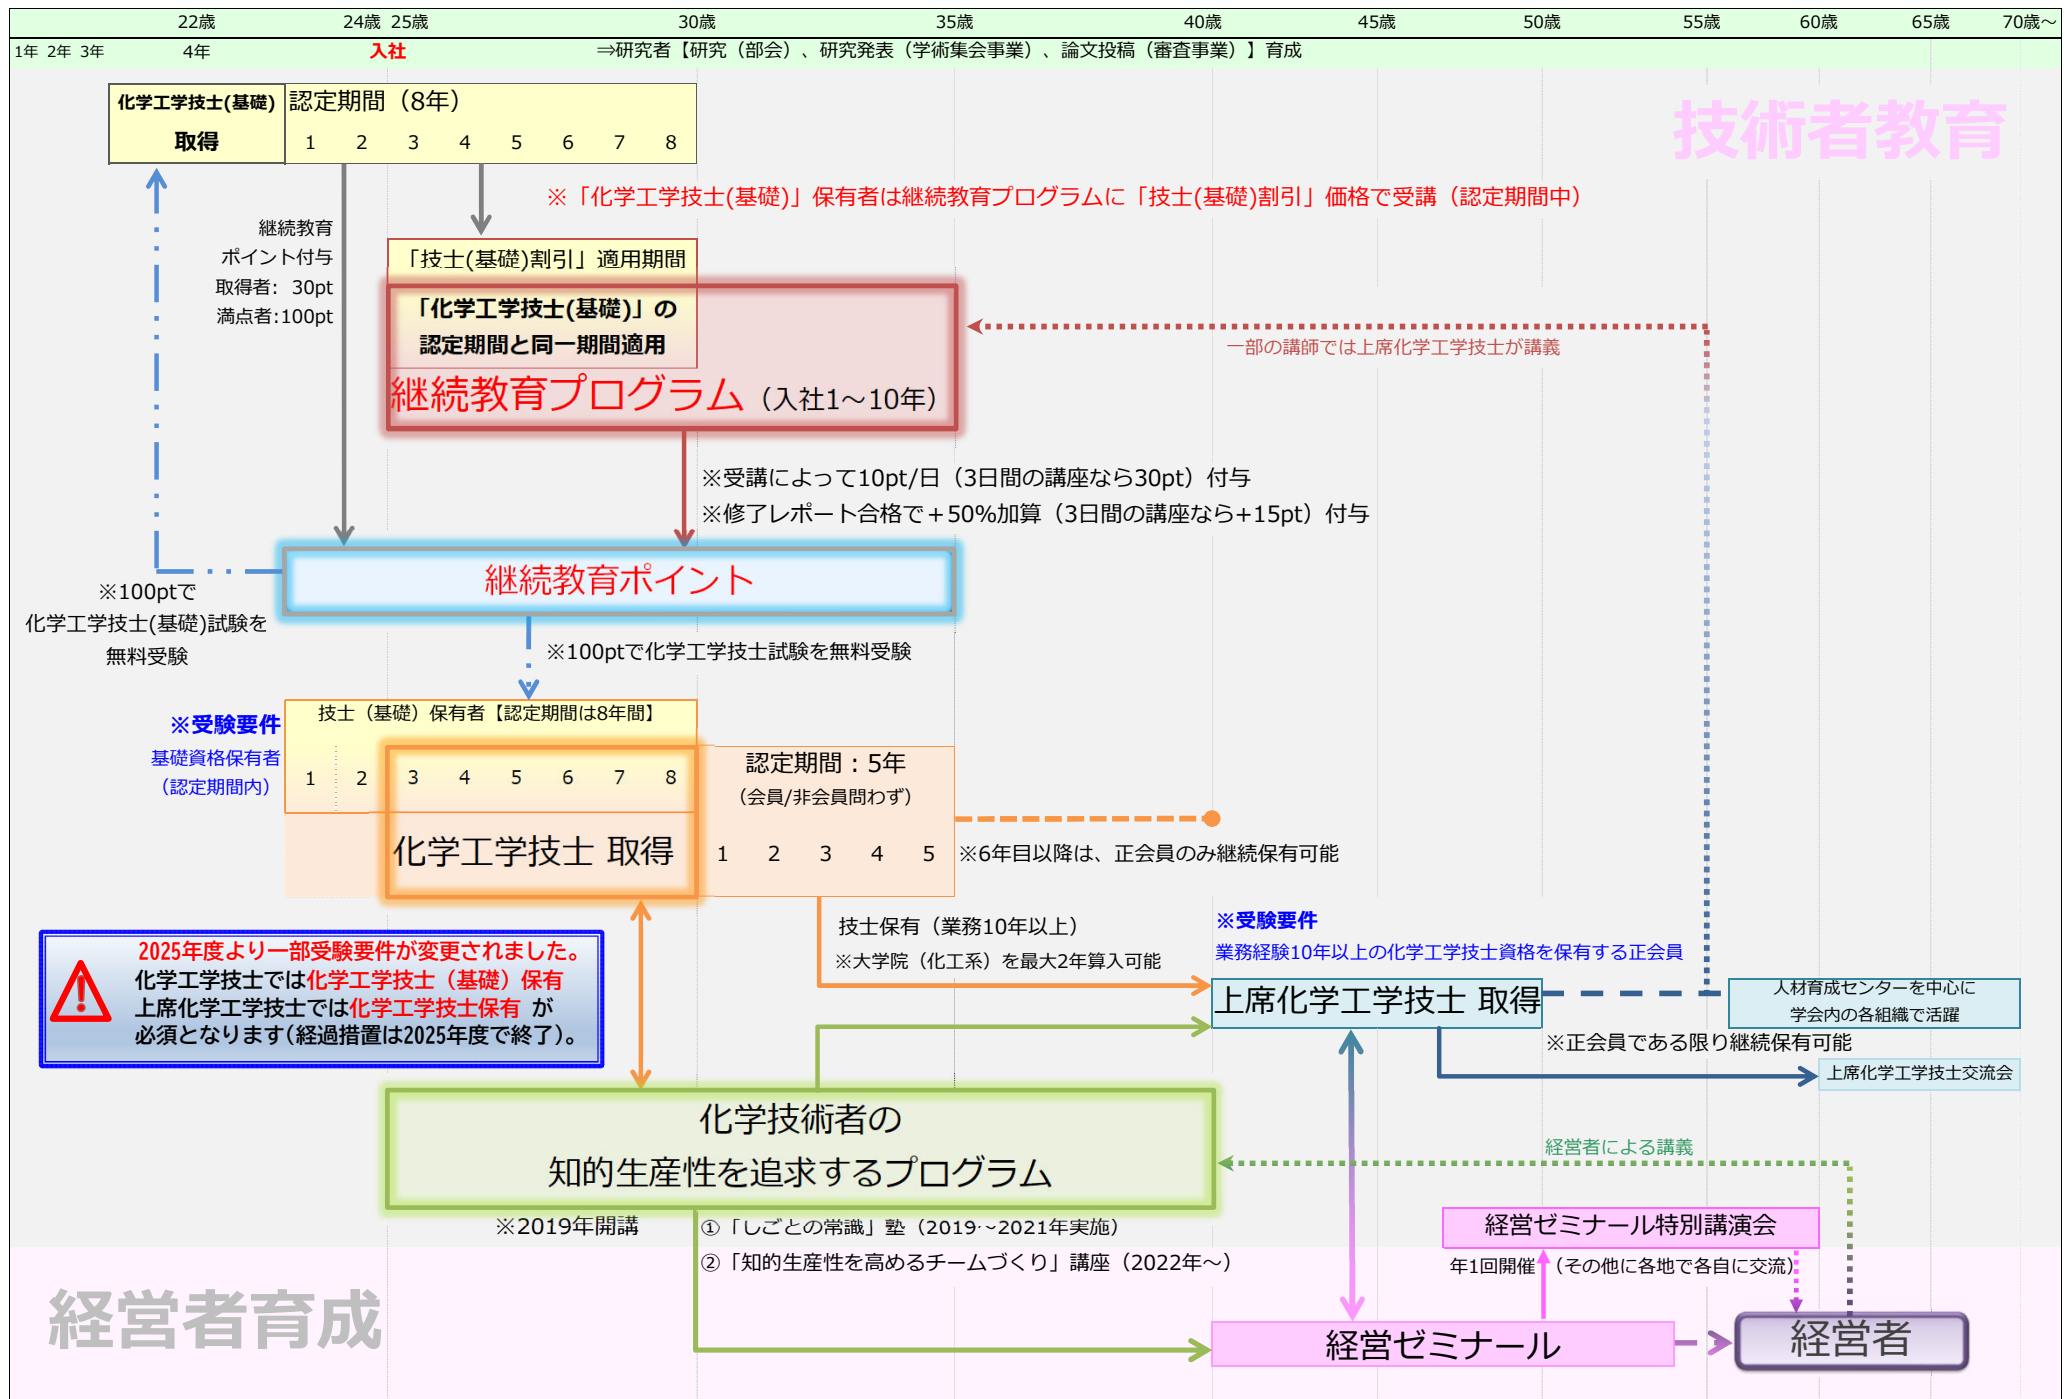 22歳 24歳 25歳 30歳 35歳 40歳 45歳 50歳 55歳 60歳 65歳 70歳～
1年 2年 3年 4年 入社 ⇒研究者【研究（部会）、研究発表（学術集会事業）、論文投稿（審査事業）】育成
技術者教育
化学工学技士(基礎)
取得
認定期間（8年）
1 2 3 4 5 6 7 8
※「化学工学技士(基礎)」保有者は継続教育プログラムに「技士(基礎)割引」価格で受講（認定期間中）
継続教育
ポイント付与
取得者: 30pt
満点者:100pt
「技士(基礎)割引」適用期間
「化学工学技士(基礎)」の
認定期間と同一期間適用
継続教育プログラム（入社1～10年）
一部の講師では上席化学工学技士が講義
※受講によって10pt/日（3日間の講座なら30pt）付与
※修了レポート合格で＋50%加算（3日間の講座なら+15pt）付与
継続教育ポイント
※100ptで
化学工学技士(基礎)試験を
無料受験
※100ptで化学工学技士試験を無料受験
※受験要件
基礎資格保有者
（認定期間内）
技士（基礎）保有者【認定期間は8年間】
1 2 3 4 5 6 7 8
化学工学技士 取得
認定期間：5年
（会員/非会員問わず）
1 2 3 4 5
※6年目以降は、正会員のみ継続保有可能
2025年度より一部受験要件が変更されました。
化学工学技士では化学工学技士（基礎）保有
上席化学工学技士では化学工学技士保有 が
必須となります(経過措置は2025年度で終了)。
技士保有（業務10年以上）
※大学院（化工系）を最大2年算入可能
※受験要件
業務経験10年以上の化学工学技士資格を保有する正会員
上席化学工学技士 取得
人材育成センターを中心に
学会内の各組織で活躍
※正会員である限り継続保有可能
上席化学工学技士交流会
化学技術者の
知的生産性を追求するプログラム
経営者による講義
※2019年開講
①「しごとの常識」塾（2019･～2021年実施）
②「知的生産性を高めるチームづくり」講座（2022年～）
経営ゼミナール特別講演会
年1回開催 （その他に各地で各自に交流）
経営者育成
経営ゼミナール
経営者